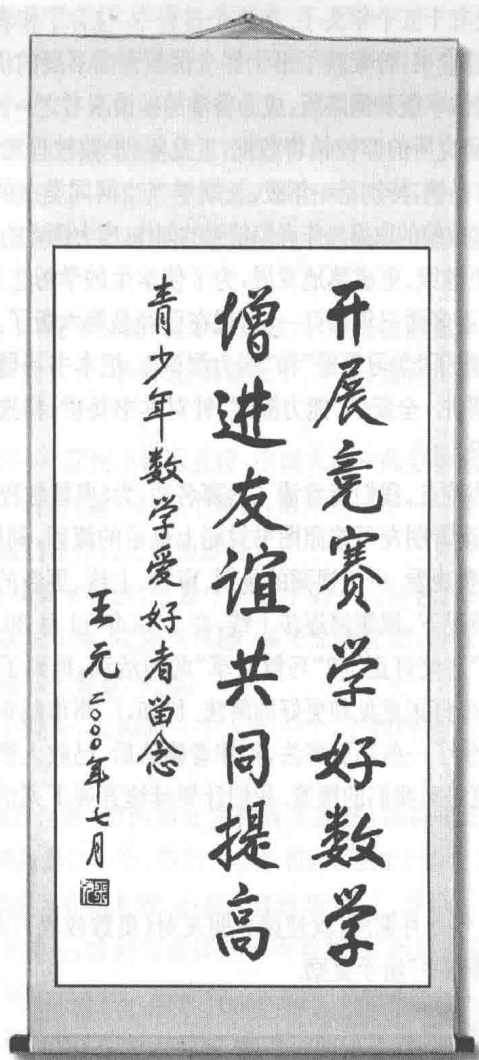 开展竞賽学好数学
增进友谊共同提高
青少年数学爱好者留念
王元二〇〇〇年七月